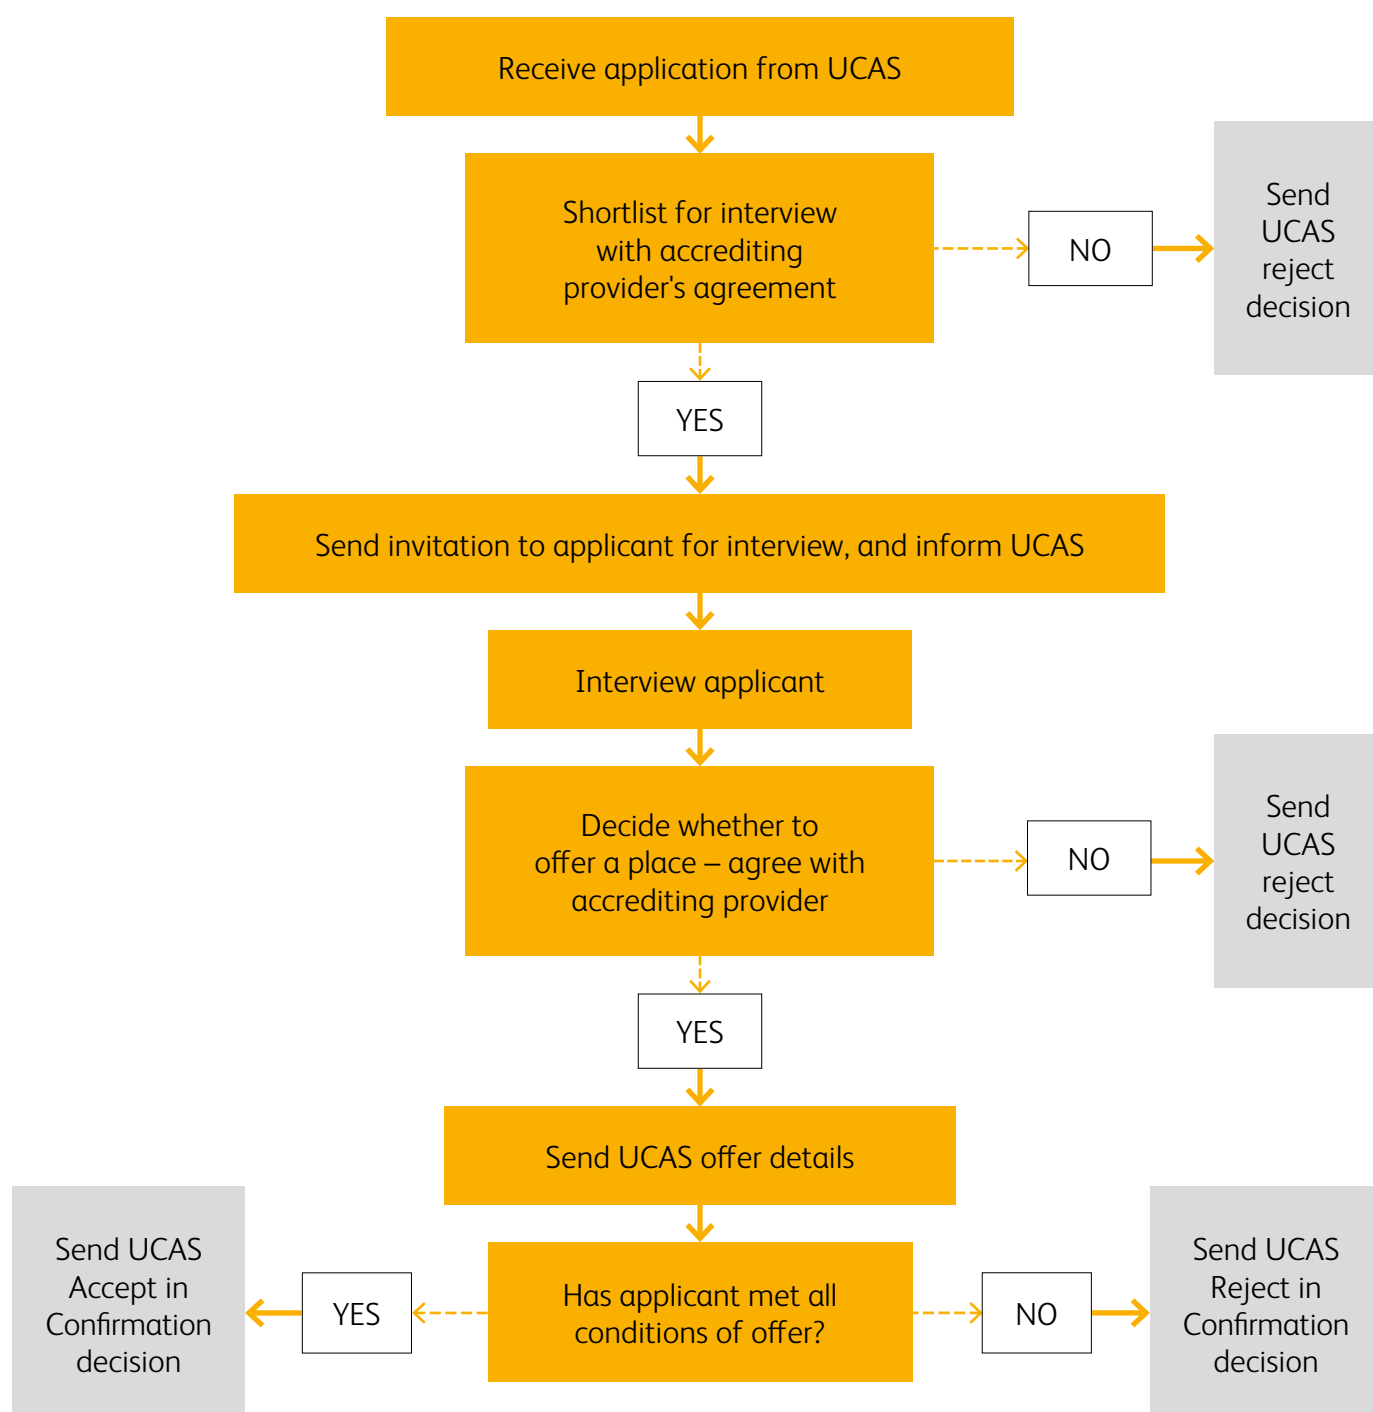 Receive application from UCAS
Shortlist for interview
with accrediting
provider's agreement
NO
Send
UCAS
reject
decision
YES
Send invitation to applicant for interview, and inform UCAS
Interview applicant
Decide whether to
offer a place – agree with
accrediting provider
NO
Send
UCAS
reject
decision
YES
Send UCAS offer details
Has applicant met all
conditions of offer?
YES
Send UCAS
Accept in
Confirmation
decision
NO
Send UCAS
Reject in
Confirmation
decision